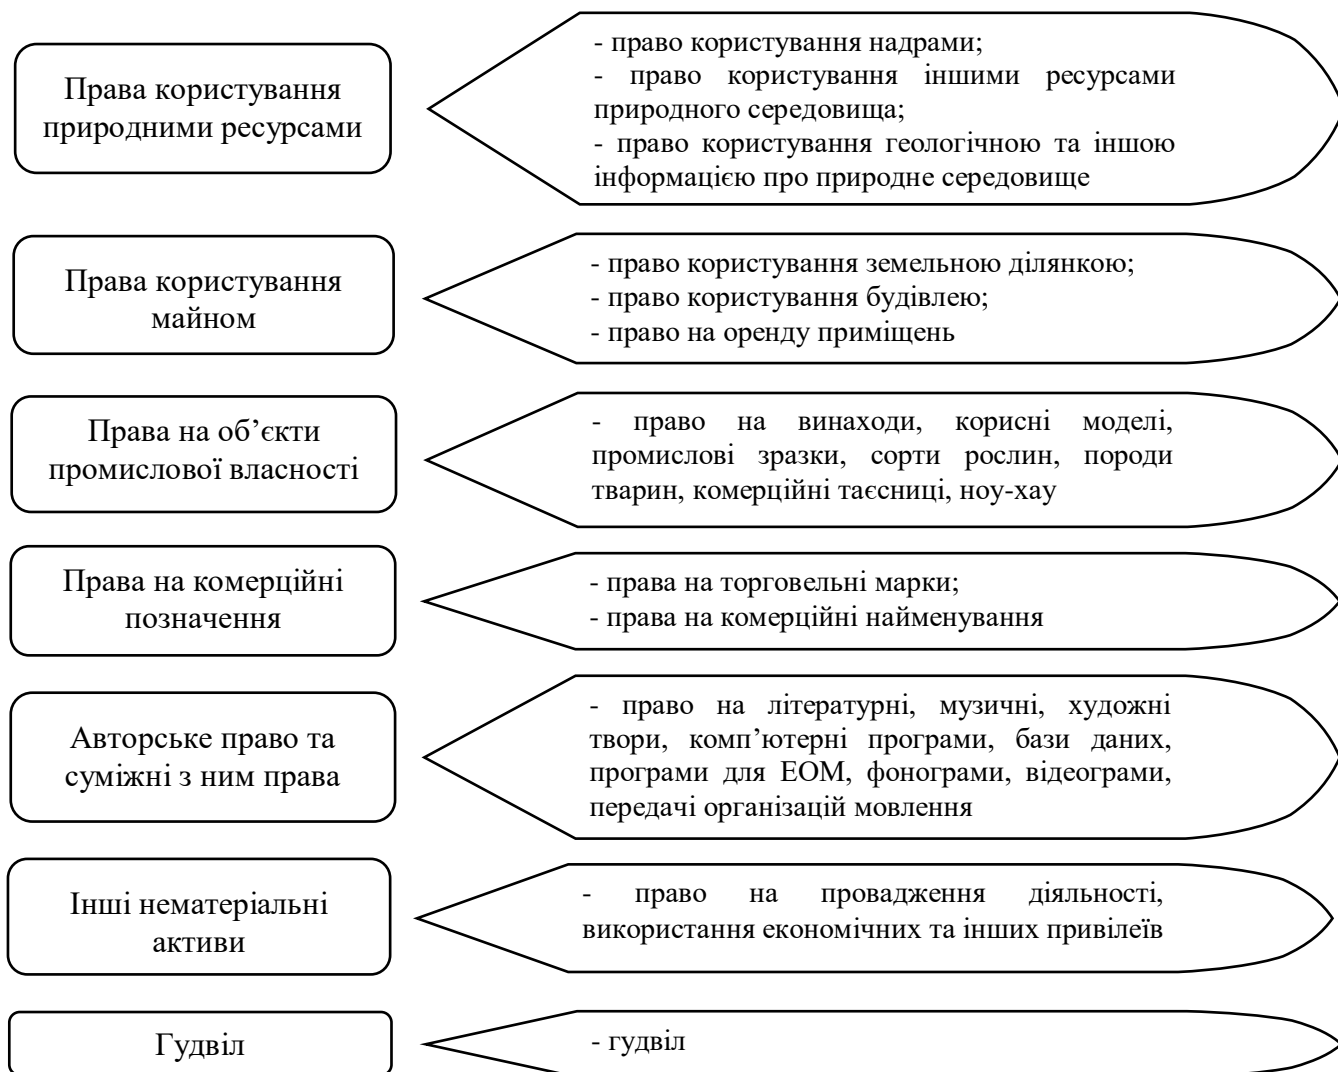 Права користування
природними ресурсами
- право користування надрами;
- право користування іншими ресурсами
природного середовища;
- право користування геологічною та іншою
інформацією про природне середовище
Права користування
майном
- право користування земельною ділянкою;
- право користування будівлею;
- право на оренду приміщень
Права на об’єкти
промислової власності
- право на винаходи, корисні моделі,
промислові зразки, сорти рослин, породи
тварин, комерційні таєсниці, ноу-хау
Права на комерційні
позначення
- права на торговельні марки;
- права на комерційні найменування
Авторське право та
суміжні з ним права
- право на літературні, музичні, художні
твори, комп’ютерні програми, бази даних,
програми для ЕОМ, фонограми, відеограми,
передачі організацій мовлення
Інші нематеріальні
активи
- право на провадження діяльності,
використання економічних та інших привілеїв
Гудвіл
- гудвіл